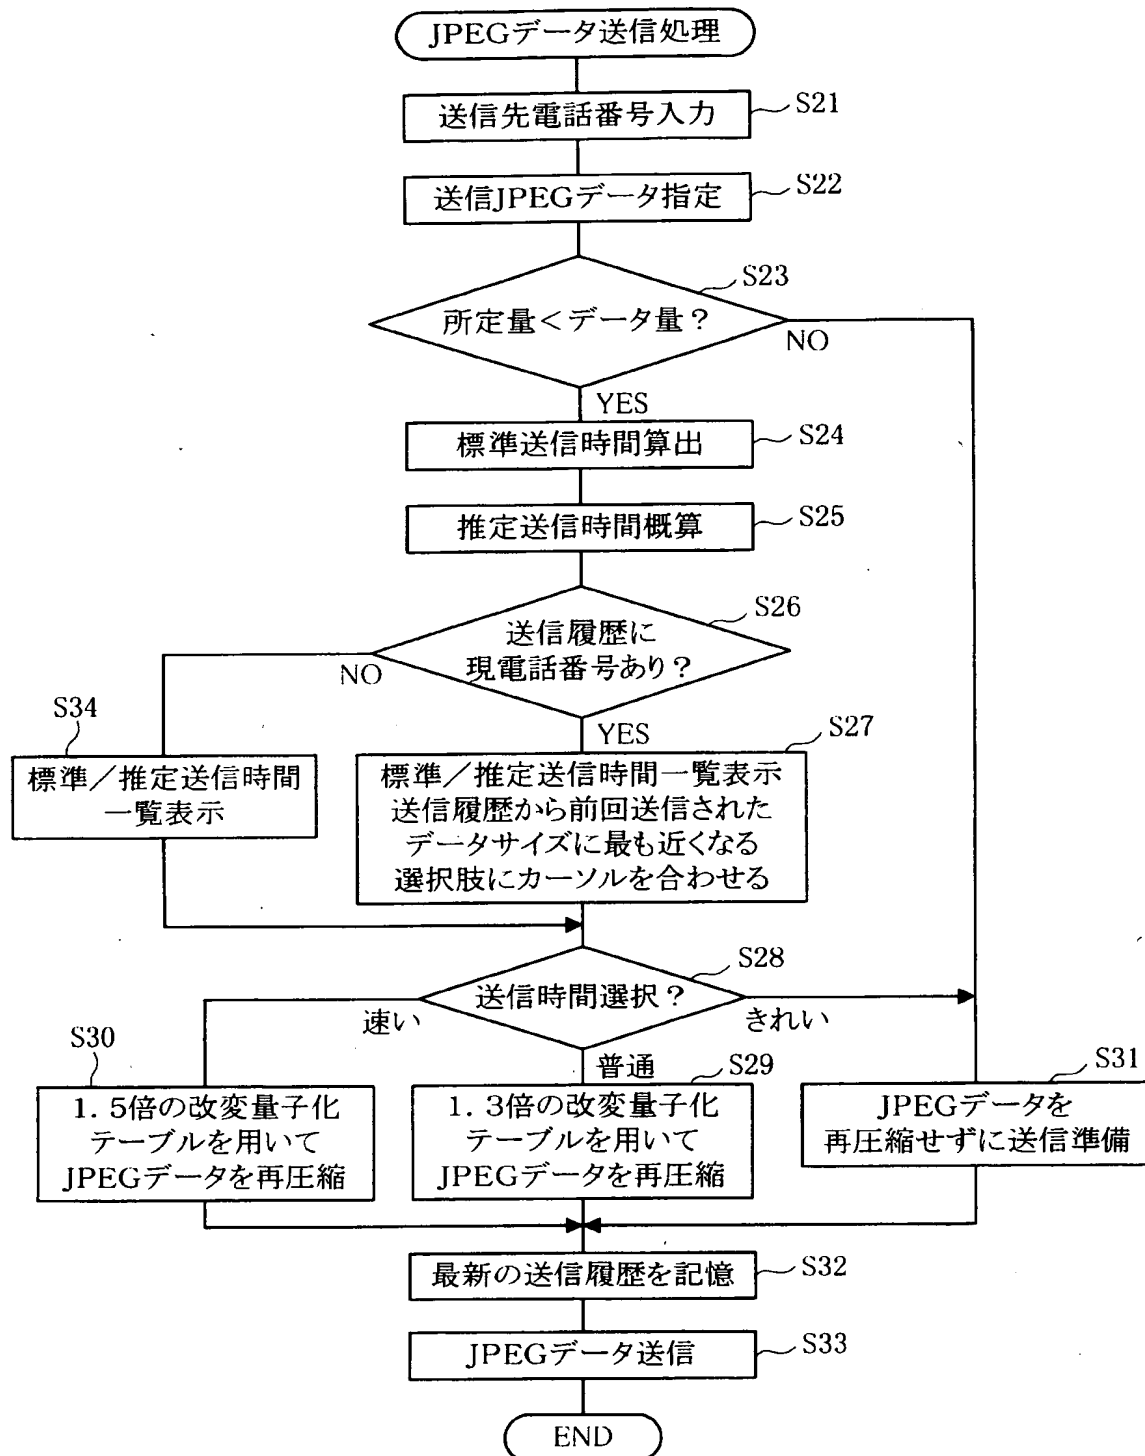 JPEGデータ送信処理
送信先電話番号入力
S21
送信JPEGデータ指定
S22
所定量<データ量?
S23
NO
YES
標準送信時間算出
S24
推定送信時間概算
S25
送信履歴に
現電話番号あり?
S26
NO
YES
S34
標準/推定送信時間
一覧表示
S27
標準/推定送信時間一覧表示
送信履歴から前回送信された
データサイズに最も近くなる
選択肢にカーソルを合わせる
送信時間選択?
S28
速い
普通
きれい
S30
1.5倍の改変量子化
テーブルを用いて
JPEGデータを再圧縮
S29
1.3倍の改変量子化
テーブルを用いて
JPEGデータを再圧縮
S31
JPEGデータを
再圧縮せずに送信準備
最新の送信履歴を記憶
S32
JPEGデータ送信
S33
END